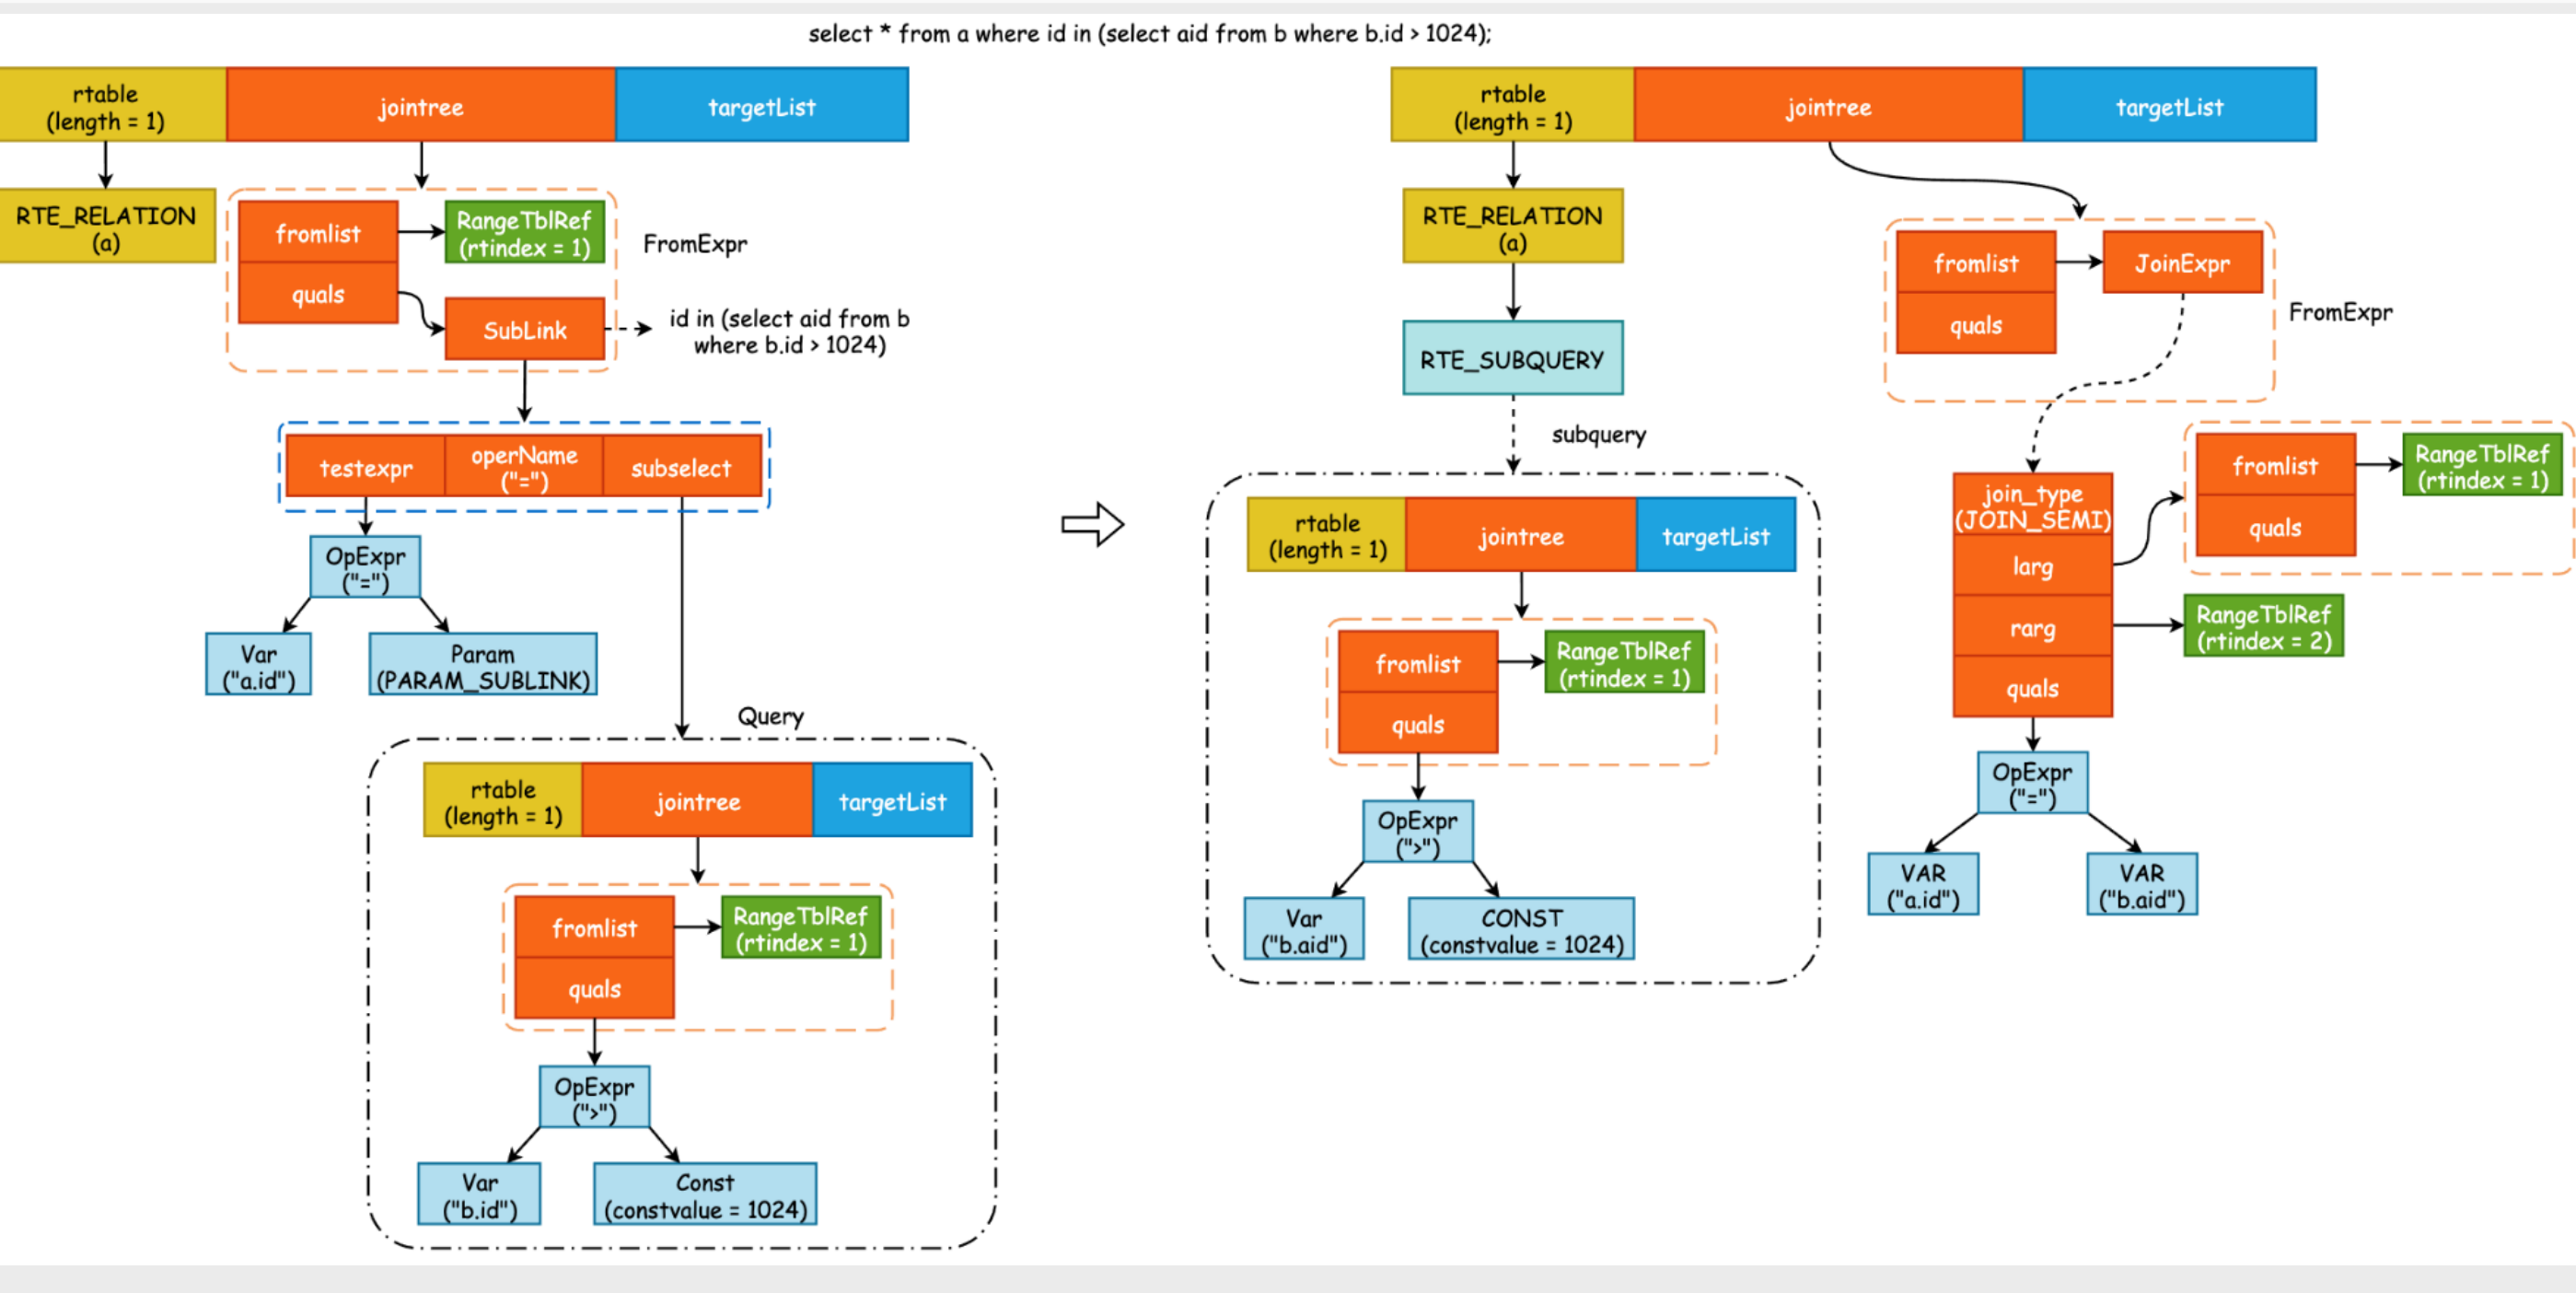 select * from a where id in (select aid from b where b.id > 1024);
rtable
(length = 1)
jointree
targetList
RTE_RELATION
(a)
fromlist
quals
RangeTblRef
(rtindex = 1)
FromExpr
SubLink
id in (select aid from b
where b.id > 1024)
testexpr
operName
("=")
subselect
OpExpr
("=")
Var
("a.id")
Param
(PARAM_SUBLINK)
Query
rtable
(length = 1)
jointree
targetList
fromlist
quals
RangeTblRef
(rtindex = 1)
OpExpr
(">")
Var
("b.id")
Const
(constvalue = 1024)
rtable
(length = 1)
jointree
targetList
RTE_RELATION
(a)
RTE_SUBQUERY
subquery
rtable
(length = 1)
jointree
targetList
fromlist
quals
RangeTblRef
(rtindex = 1)
OpExpr
(">")
Var
("b.aid")
CONST
(constvalue = 1024)
fromlist
quals
JoinExpr
FromExpr
join_type
(JOIN_SEMI)
larg
rarg
quals
fromlist
quals
RangeTblRef
(rtindex = 1)
RangeTblRef
(rtindex = 2)
OpExpr
("=")
VAR
("a.id")
VAR
("b.aid")